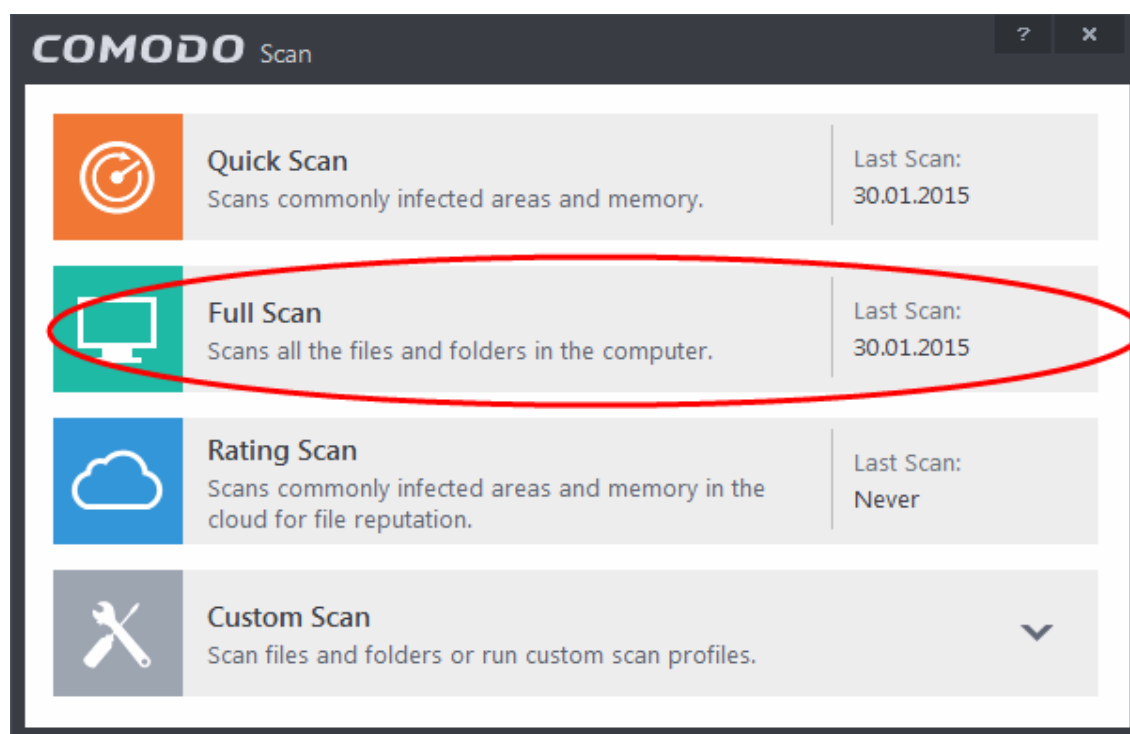 COMODO Scan
? ×
Quick Scan
Scans commonly infected areas and memory.
Last Scan:
30.01.2015
Full Scan
Scans all the files and folders in the computer.
Last Scan:
30.01.2015
Rating Scan
Scans commonly infected areas and memory in the
cloud for file reputation.
Last Scan:
Never
Custom Scan
Scan files and folders or run custom scan profiles.